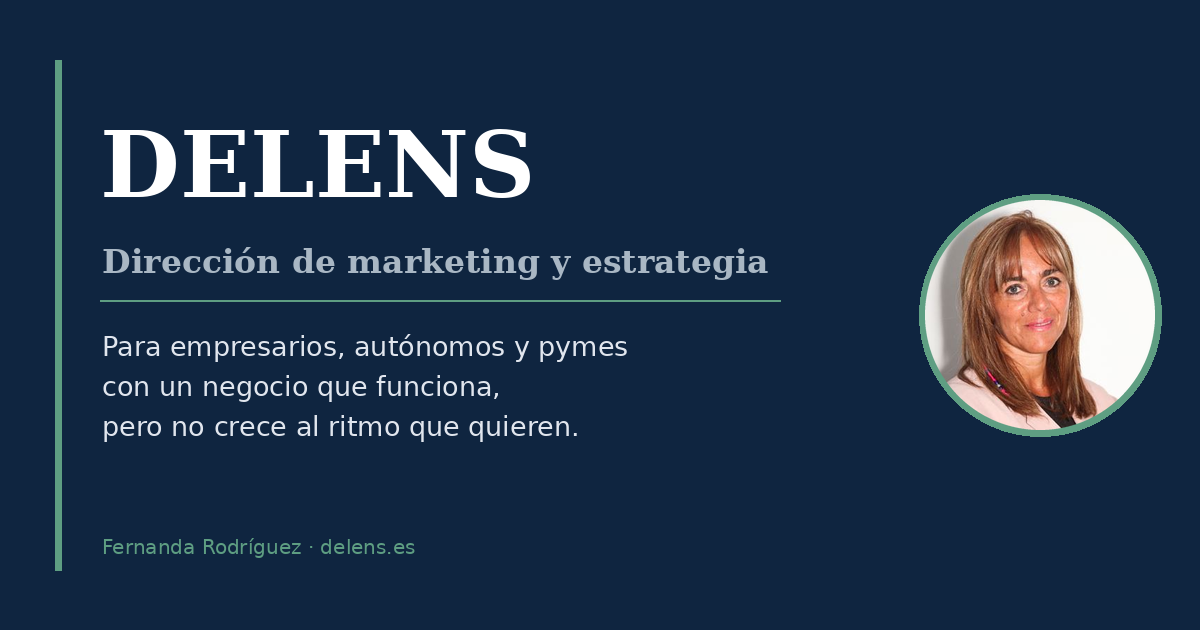 DELENS
Dirección de marketing y estrategia
Para empresarios, autónomos y pymes
con un negocio que funciona,
pero no crece al ritmo que quieren.
Fernanda Rodríguez · delens.es